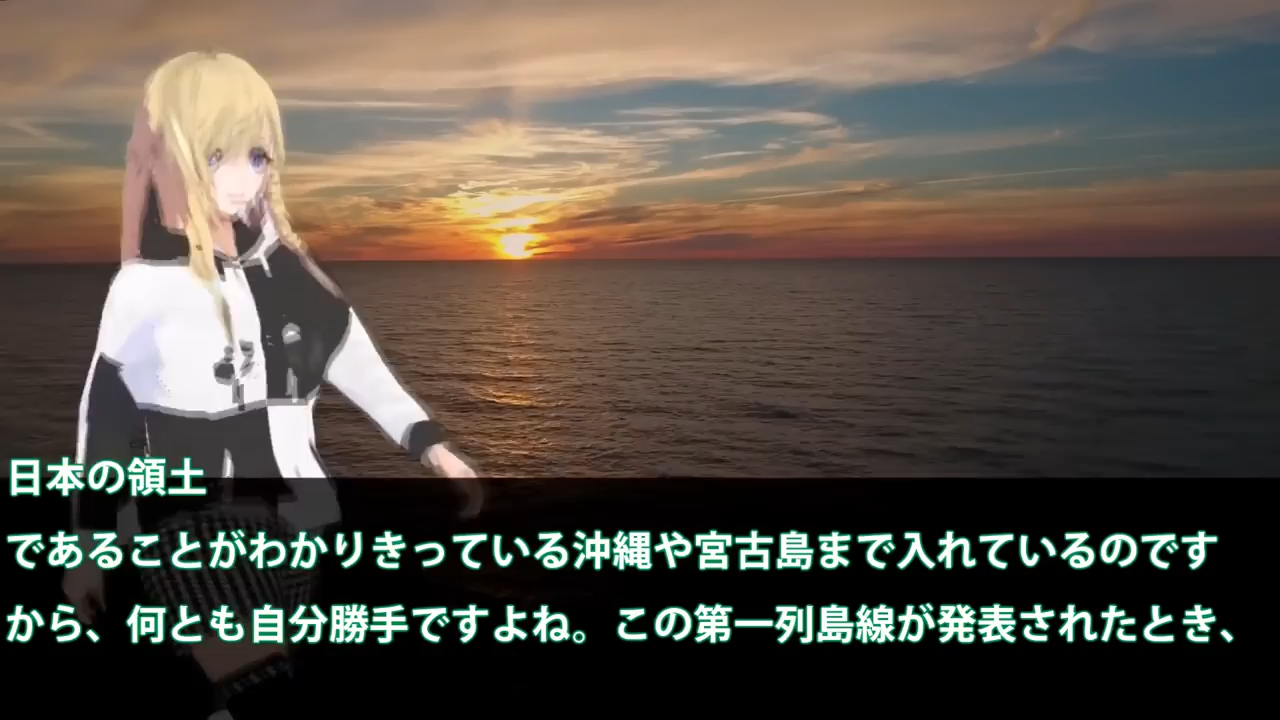 日本の領土
であることがわかりきっている沖縄や宮古島まで入れているのです
から、何とも自分勝手ですよね。この第一列島線が発表されたとき、